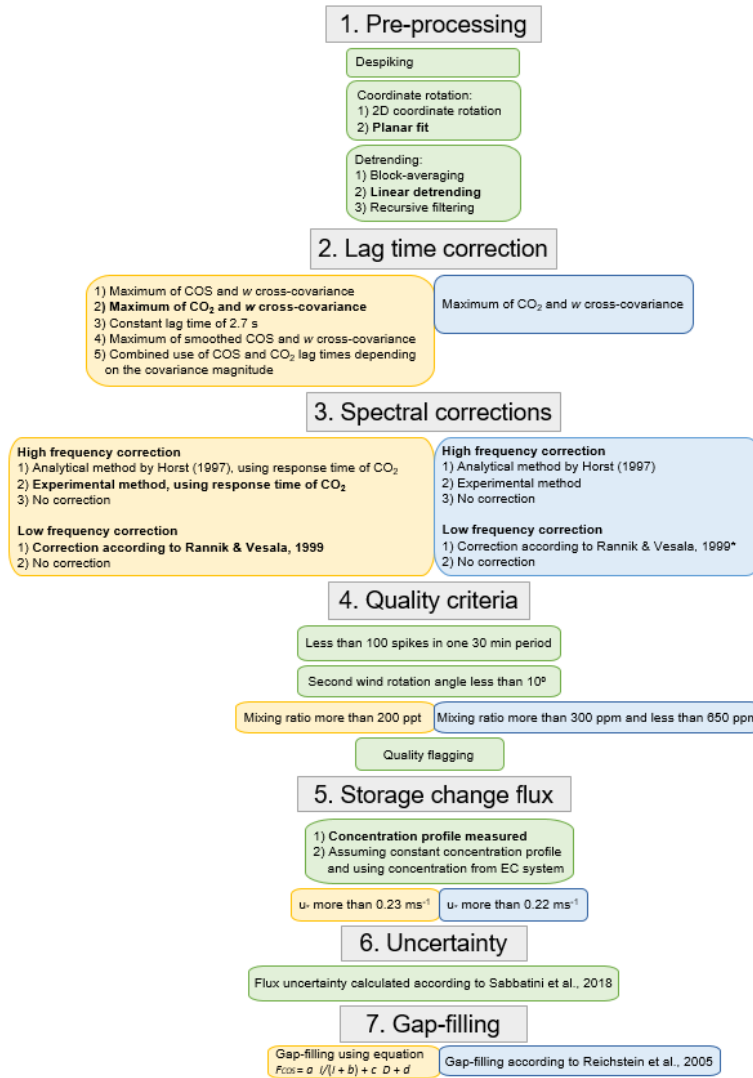 1. Pre-processing
Despiking
Coordinate rotation:
1) 2D coordinate rotation
2) Planar fit
Detrending:
1) Block-averaging
2) Linear detrending
3) Recursive filtering
2. Lag time correction
1) Maximum of COS and w cross-covariance
2) Maximum of CO₂ and w cross-covariance
3) Constant lag time of 2.7 s
4) Maximum of smoothed COS and w cross-covariance
5) Combined use of COS and CO₂ lag times depending
on the covariance magnitude
Maximum of CO₂ and w cross-covariance
3. Spectral corrections
High frequency correction
1) Analytical method by Horst (1997), using response time of CO₂
2) Experimental method, using response time of CO₂
3) No correction
Low frequency correction
1) Correction according to Rannik & Vesala, 1999
2) No correction
High frequency correction
1) Analytical method by Horst (1997)
2) Experimental method
3) No correction
Low frequency correction
1) Correction according to Rannik & Vesala, 1999*
2) No correction
4. Quality criteria
Less than 100 spikes in one 30 min period
Second wind rotation angle less than 10º
Mixing ratio more than 200 ppt
Mixing ratio more than 300 ppm and less than 650 ppm
Quality flagging
5. Storage change flux
1) Concentration profile measured
2) Assuming constant concentration profile
and using concentration from EC system
u* more than 0.23 ms⁻¹
u* more than 0.22 ms⁻¹
6. Uncertainty
Flux uncertainty calculated according to Sabbatini et al., 2018
7. Gap-filling
Gap-filling using equation
FCOS = a I/(I + b) + c D + d
Gap-filling according to Reichstein et al., 2005